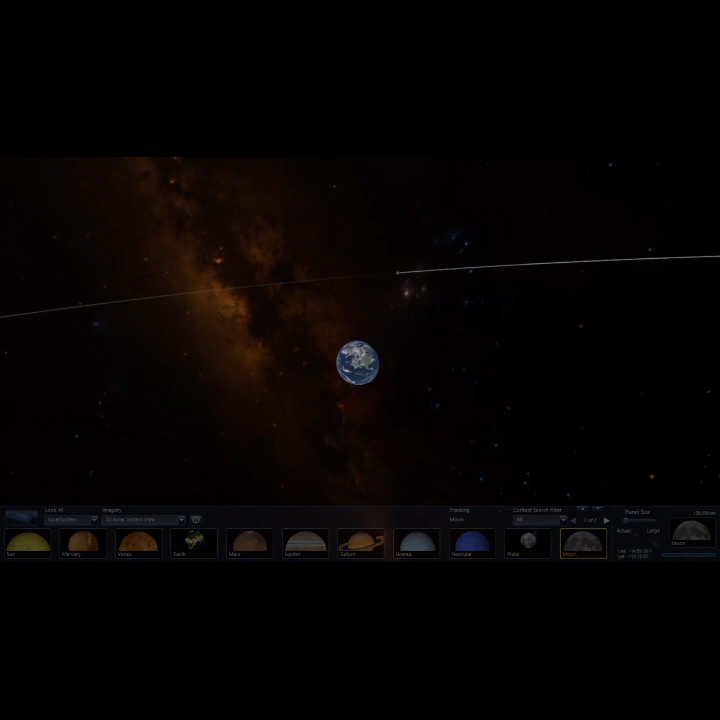 Look At
Imagery
Tracking
Context Search Filter
Planet Size
SolarSystem
3D Solar System View
Moon
All
1 of 2
Actual
Large
Sun
Mercury
Venus
Earth
Mars
Jupiter
Saturn
Uranus
Neptune
Pluto
Moon
Moon